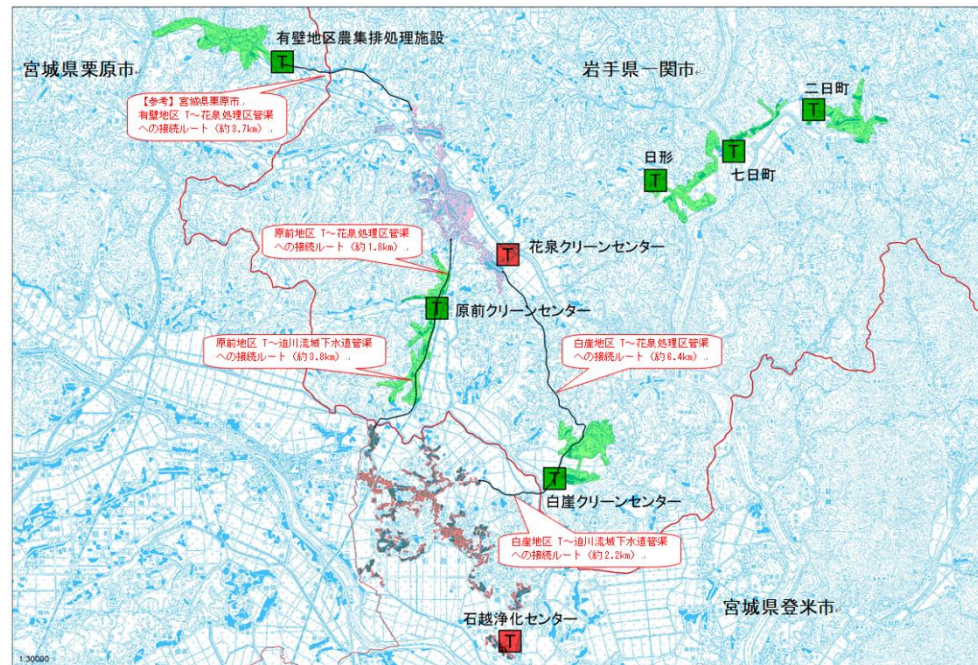 有壁地区農集排処理施設
T
宮城県栗原市
岩手県一関市
二日町
T
【参考】宮城県栗原市
有壁地区 T～花泉処理区管渠
への接続ルート（約3.7km）
七日町
T
日形
T
原前地区 T～花泉処理区管渠
への接続ルート（約1.8km）
花泉クリーンセンター
T
原前クリーンセンター
T
原前地区 T～迫川流域下水道管渠
への接続ルート（約3.8km）
白崖地区 T～花泉処理区管渠
への接続ルート（約6.4km）
白崖クリーンセンター
T
白崖地区 T～迫川流域下水道管渠
への接続ルート（約2.2km）
宮城県登米市
石越浄化センター
T
1:30000